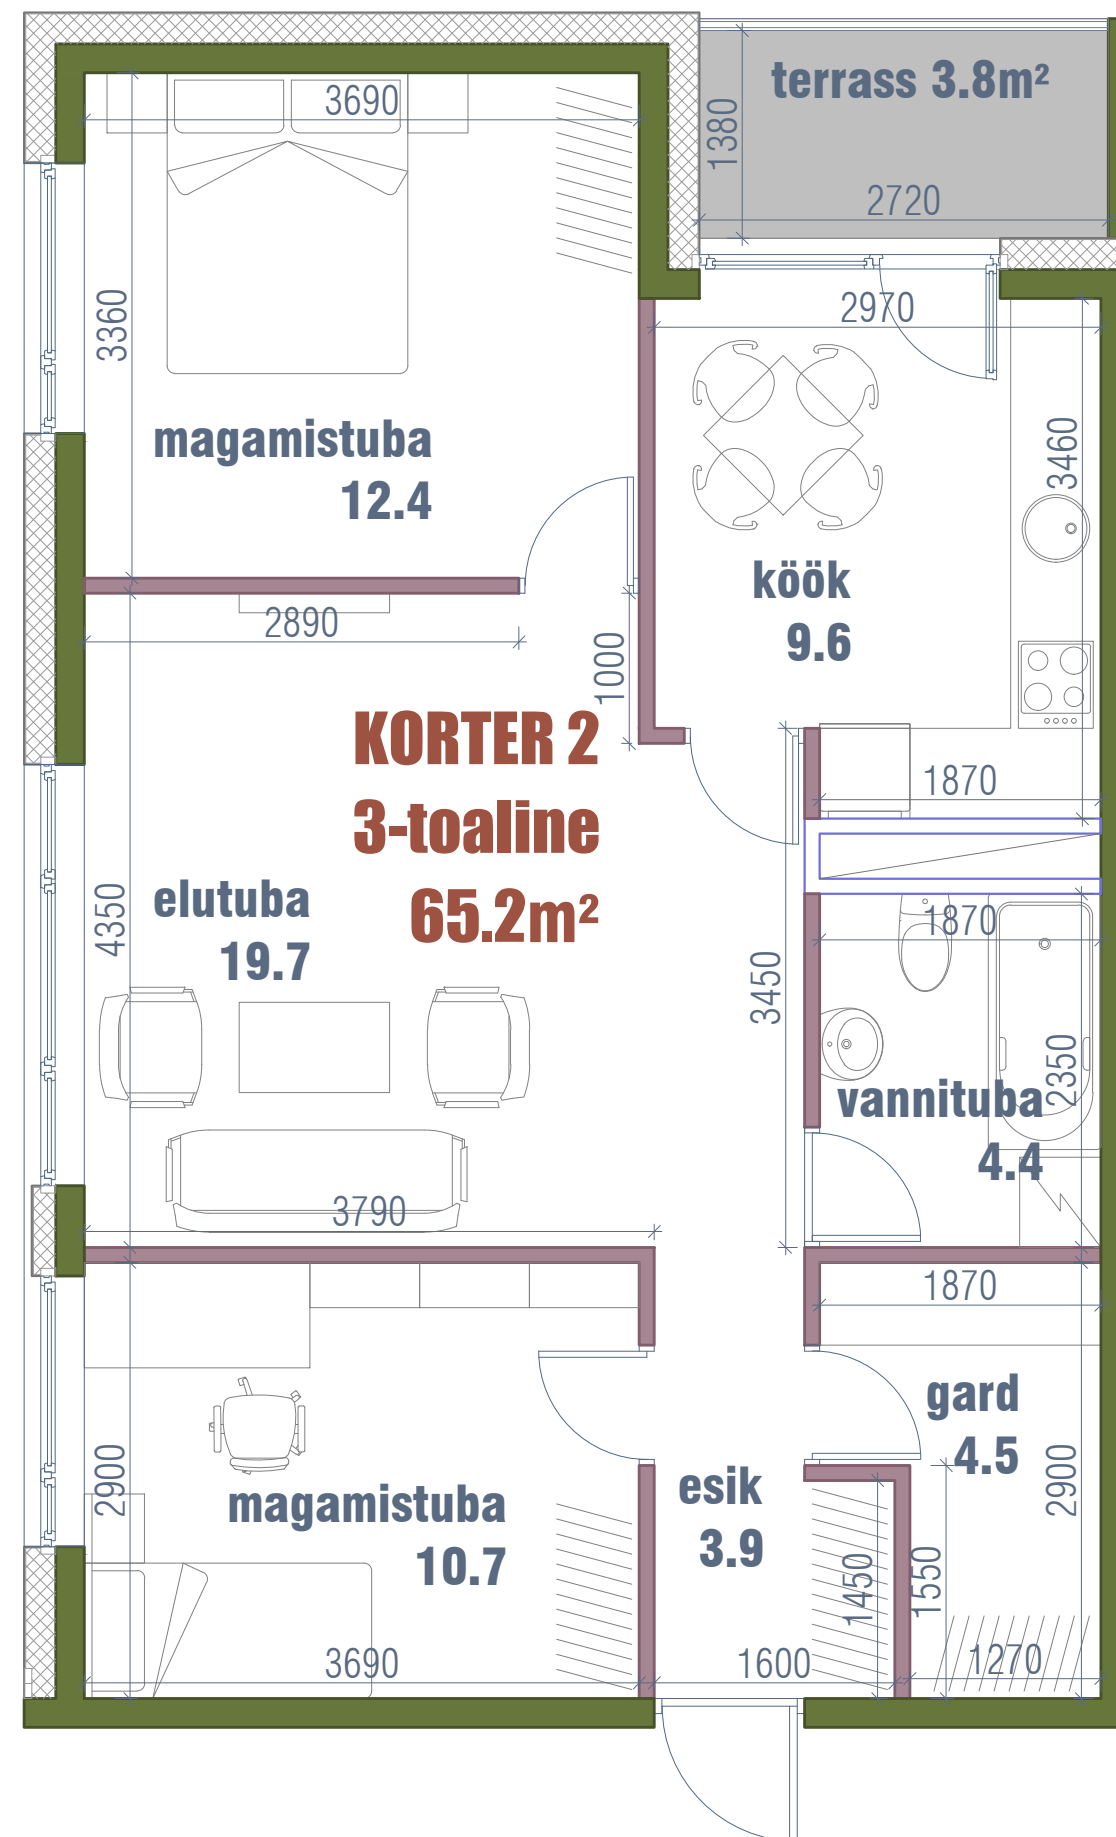 terrass 3.8m²
3690
1380
2720
2970
3360
magamistuba
12.4
3460
köök
9.6
2890
1000
KORTER 2
3-toaline
65.2m²
1870
elutuba
19.7
4350
1870
3450
2350
vannituba
4.4
3790
1870
gard
4.5
2900
magamistuba
10.7
esik
3.9
2900
1450
1550
3690
1600
1270